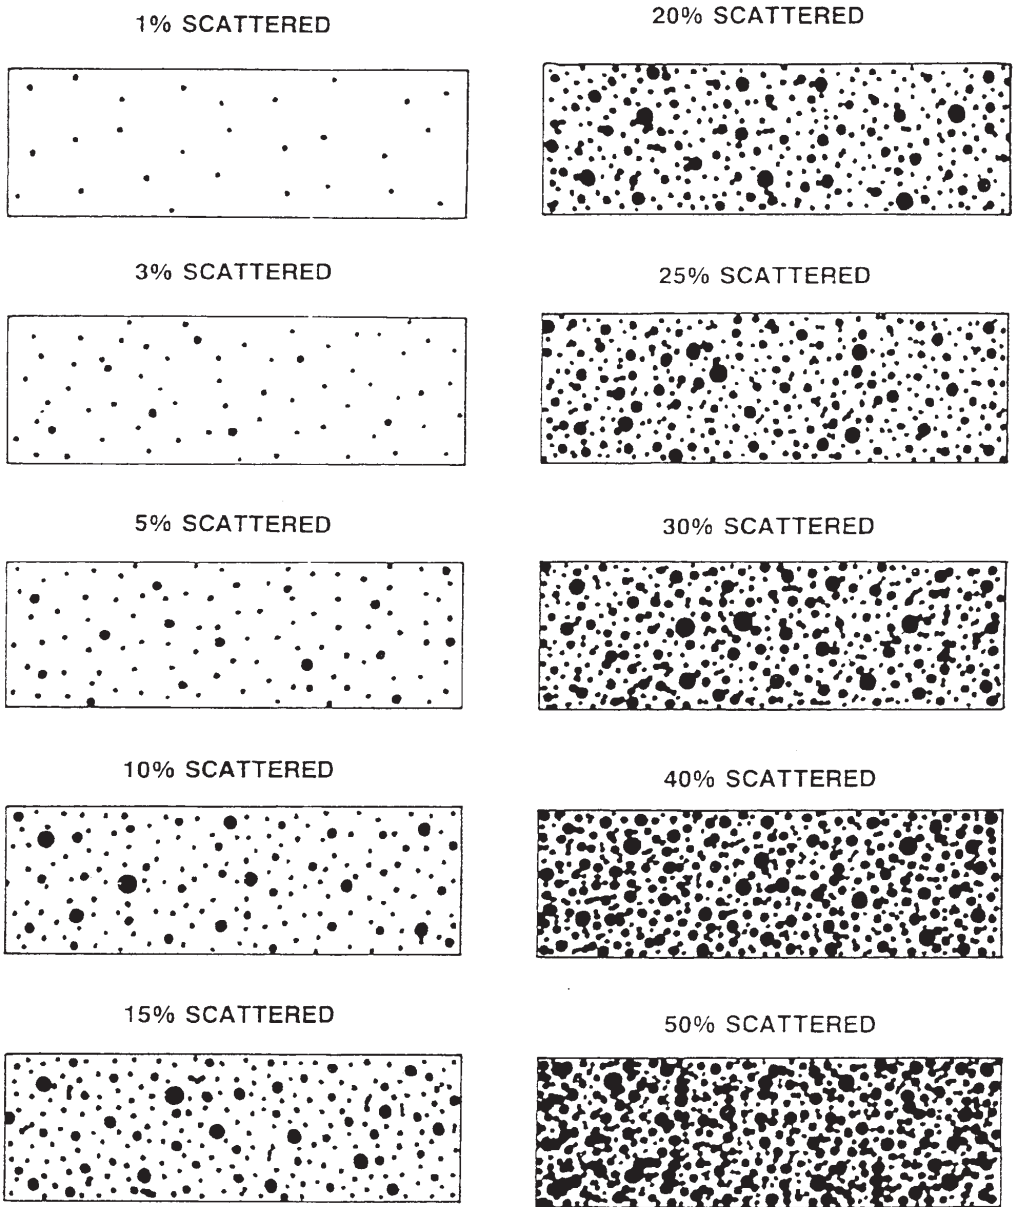 1% SCATTERED
3% SCATTERED
5% SCATTERED
10% SCATTERED
15% SCATTERED
20% SCATTERED
25% SCATTERED
30% SCATTERED
40% SCATTERED
50% SCATTERED